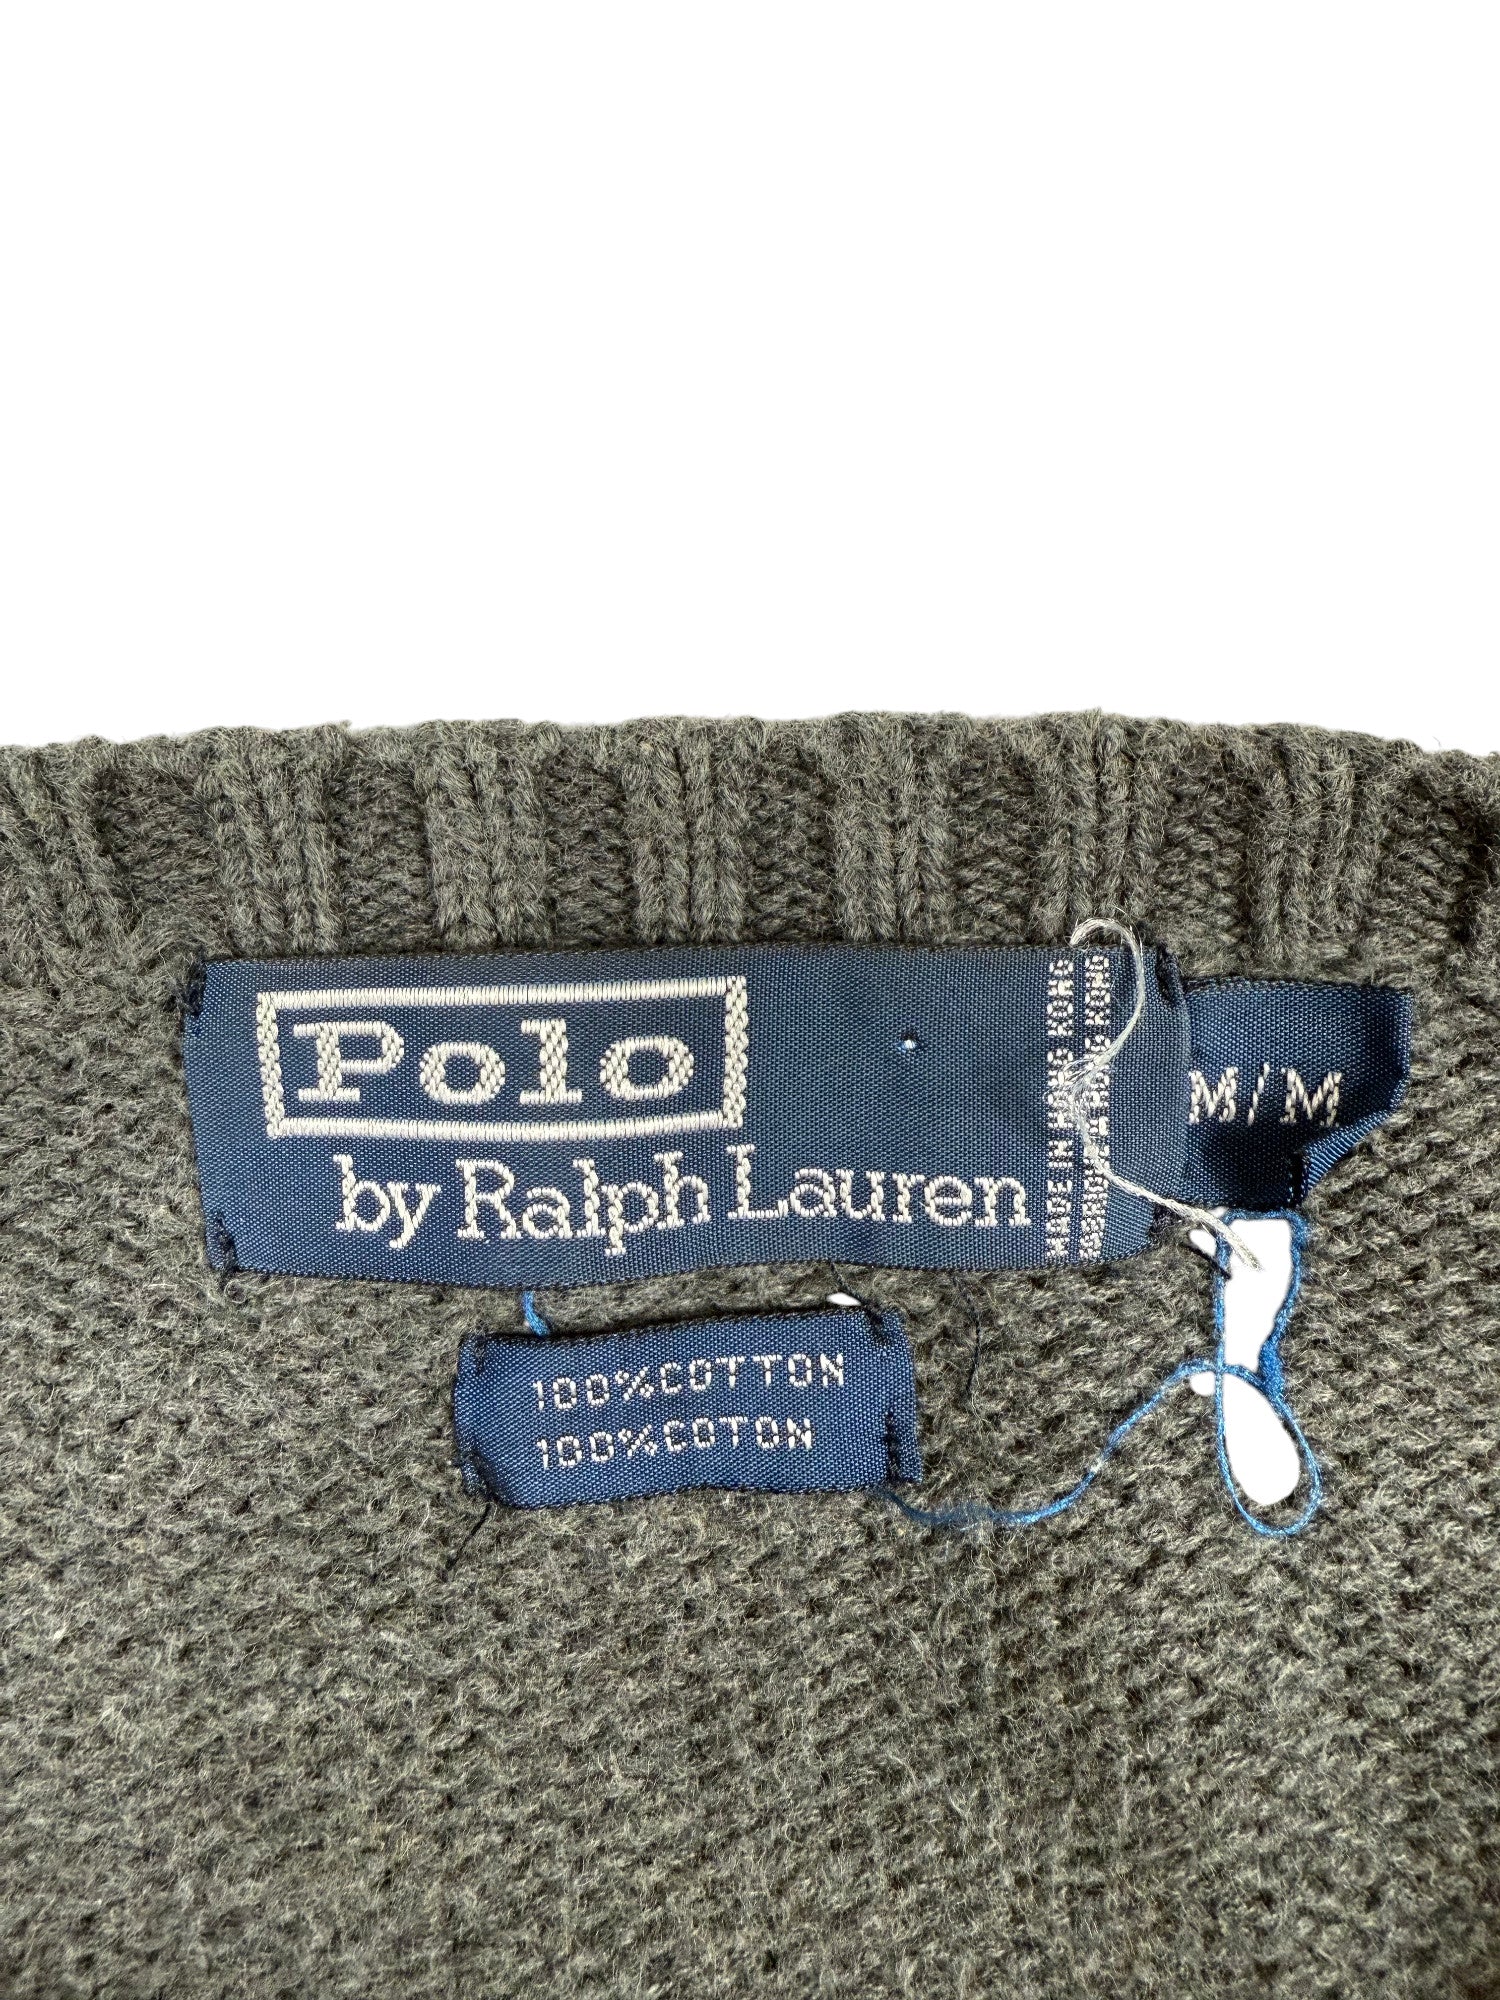 Polo
by Ralph Lauren
MADE IN HONG KONG
M/M
100%COTTON
100%COTON